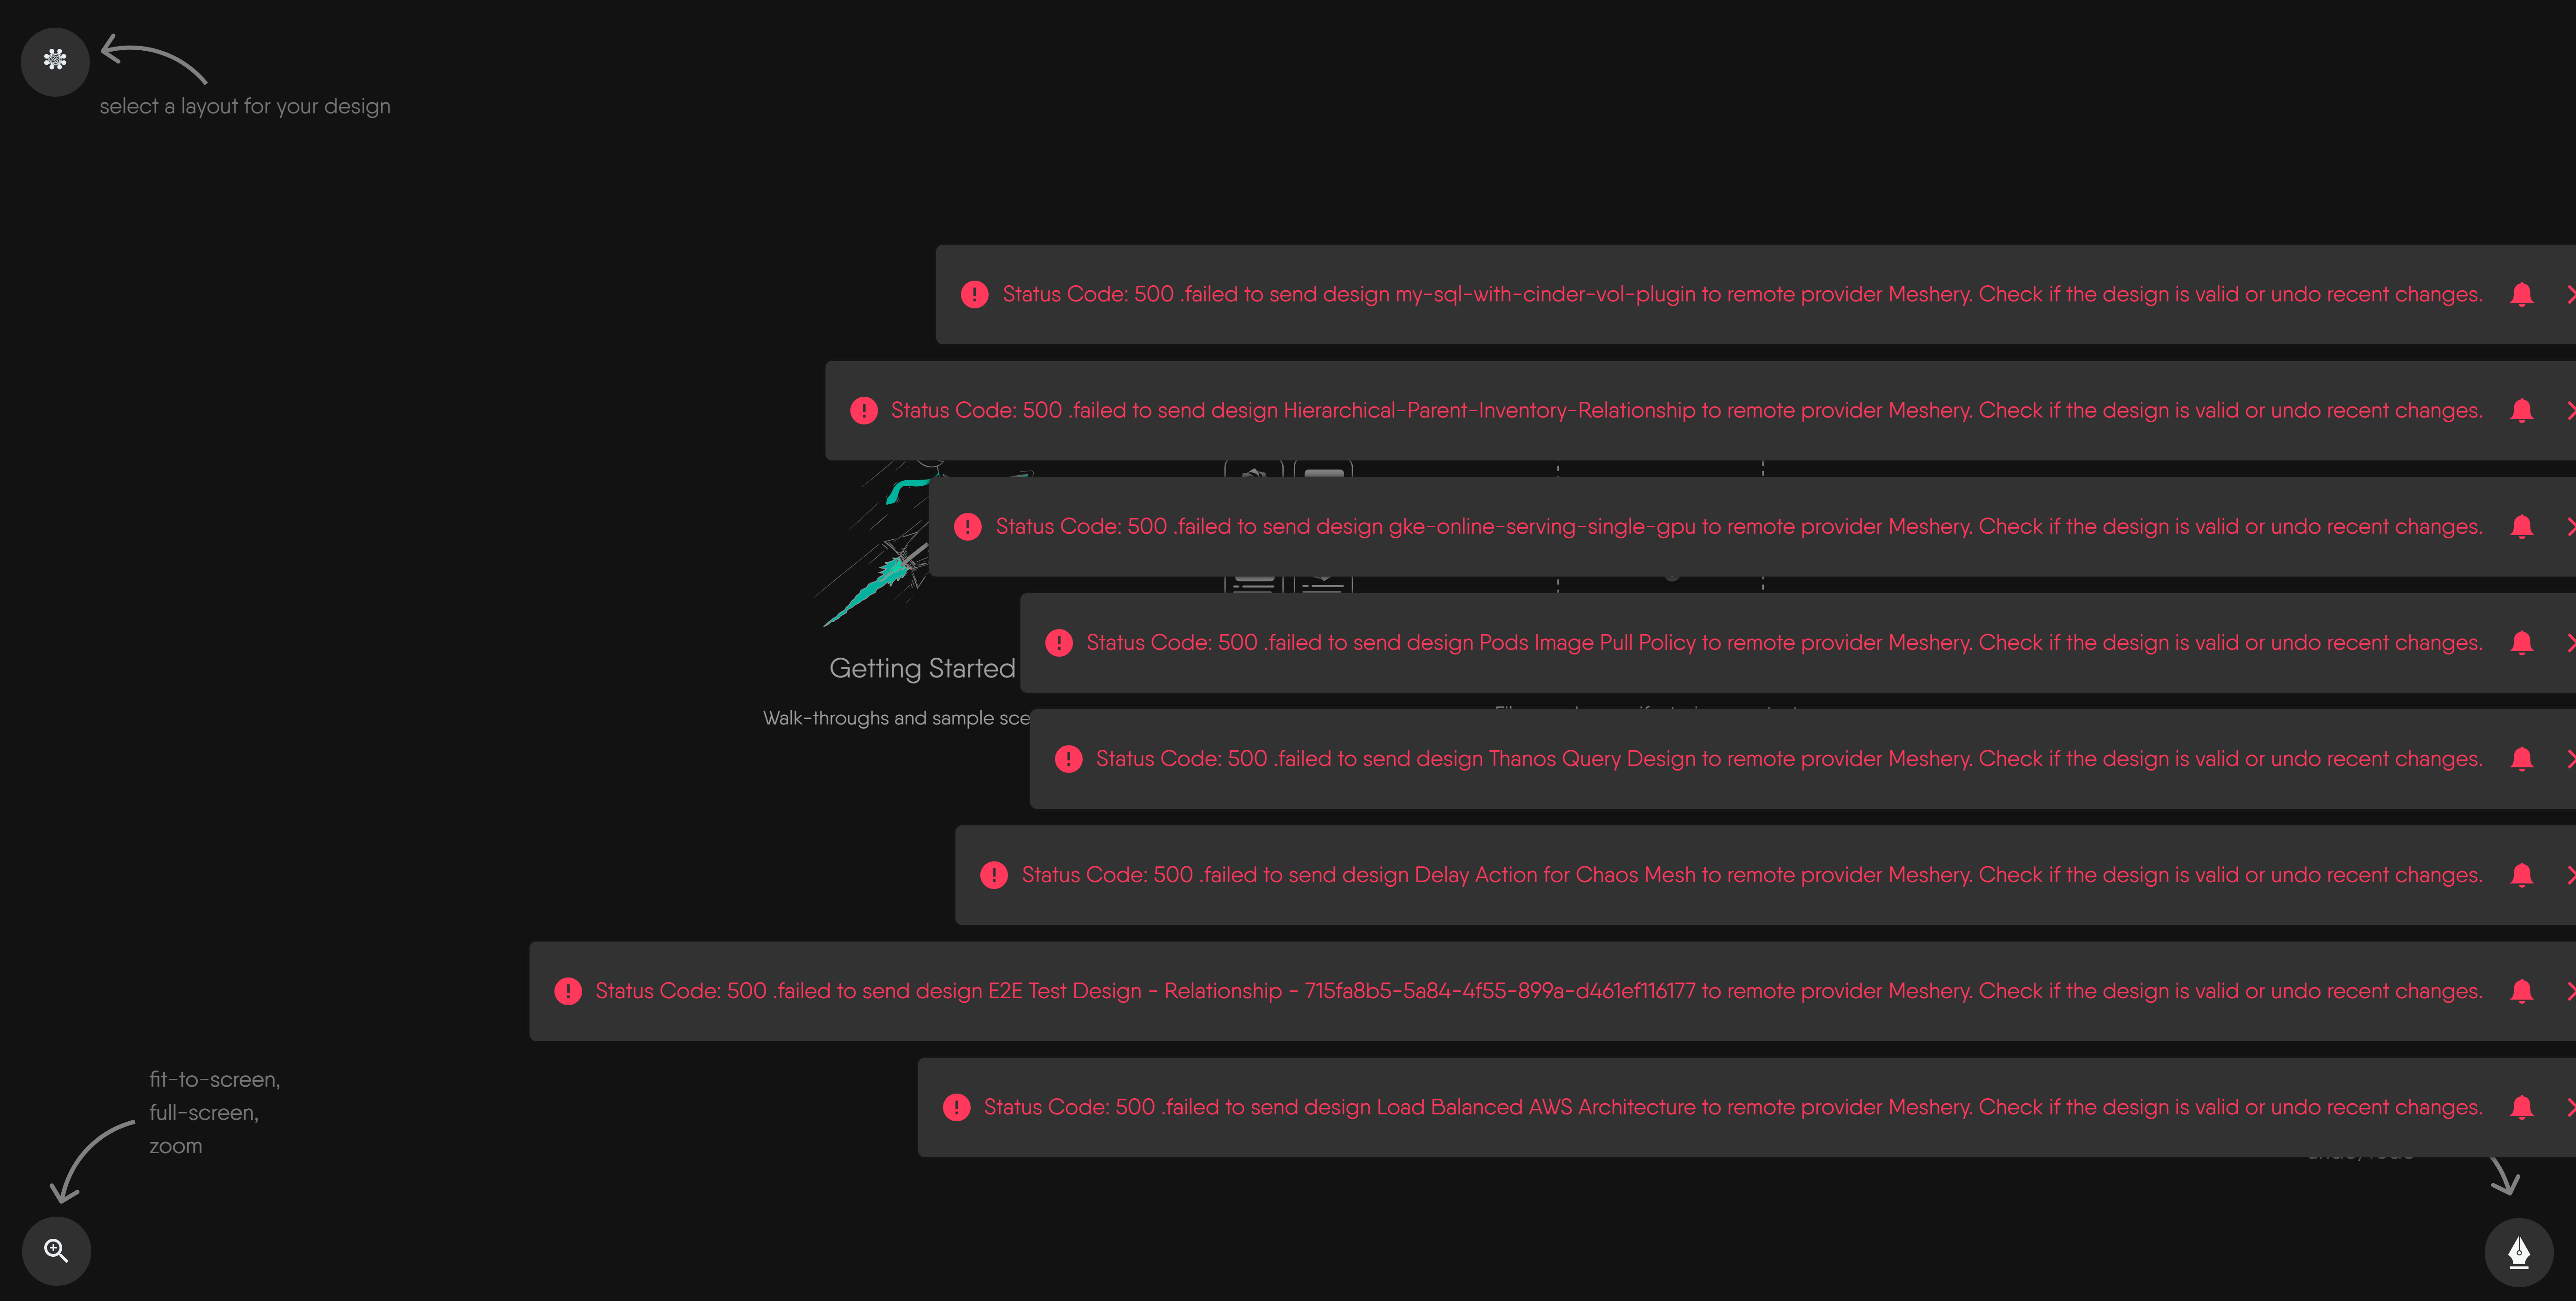 select a layout for your design
Status Code: 500 .failed to send design my-sql-with-cinder-vol-plugin to remote provider Meshery. Check if the design is valid or undo recent changes.
Status Code: 500 .failed to send design Hierarchical-Parent-Inventory-Relationship to remote provider Meshery. Check if the design is valid or undo recent changes.
Status Code: 500 .failed to send design gke-online-serving-single-gpu to remote provider Meshery. Check if the design is valid or undo recent changes.
Status Code: 500 .failed to send design Pods Image Pull Policy to remote provider Meshery. Check if the design is valid or undo recent changes.
Getting Started
Walk-throughs and sample sce
Status Code: 500 .failed to send design Thanos Query Design to remote provider Meshery. Check if the design is valid or undo recent changes.
Status Code: 500 .failed to send design Delay Action for Chaos Mesh to remote provider Meshery. Check if the design is valid or undo recent changes.
Status Code: 500 .failed to send design E2E Test Design - Relationship - 715fa8b5-5a84-4f55-899a-d461ef116177 to remote provider Meshery. Check if the design is valid or undo recent changes.
Status Code: 500 .failed to send design Load Balanced AWS Architecture to remote provider Meshery. Check if the design is valid or undo recent changes.
fit-to-screen,
full-screen,
zoom